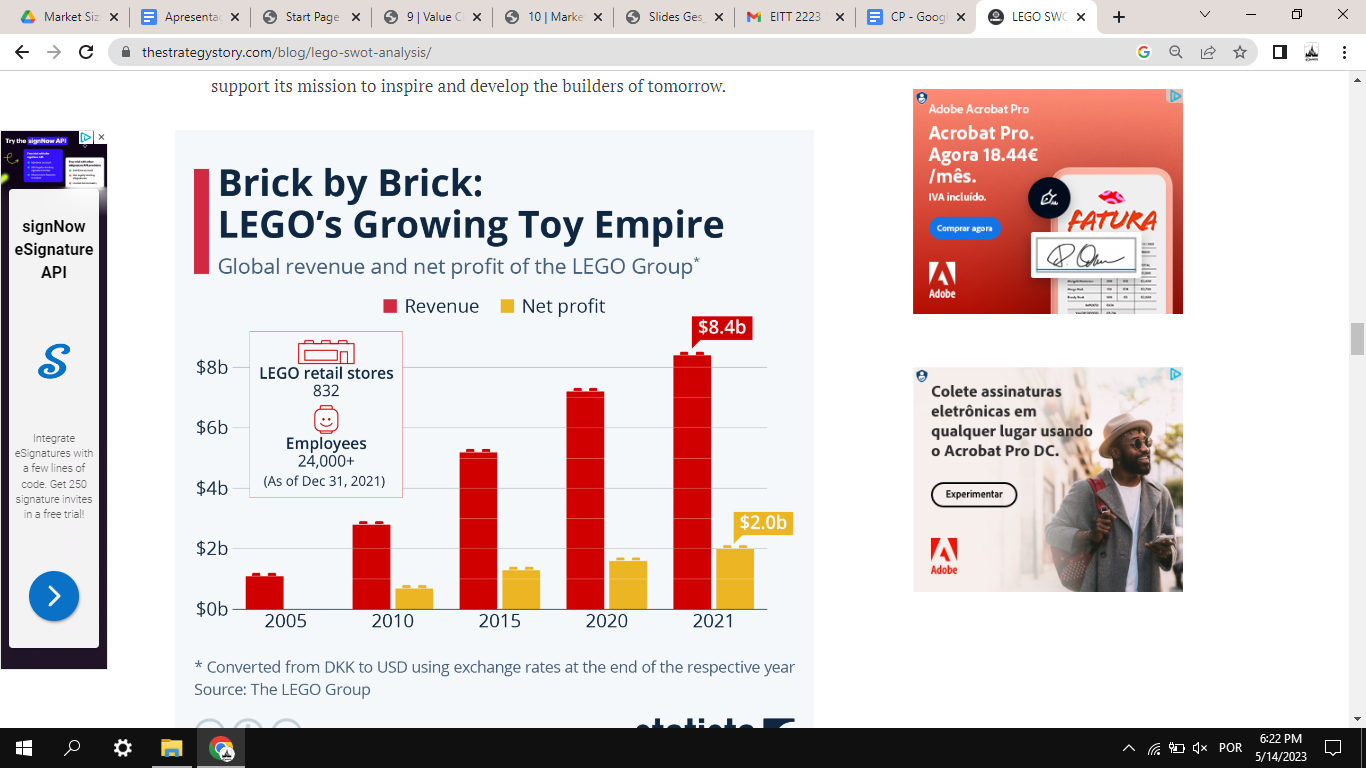 Market Siz
Apresenta
Start Page
9 | Value C
10 | Marke
Slides Ges_
EITT 2223
CP - Googl
LEGO SWO
thestrategystory.com/blog/lego-swot-analysis/
support its mission to inspire and develop the builders of tomorrow.
Try the signNow API
signNow
eSignature
API
Integrate
eSignatures with
a few lines of
code. Get 250
signature invites
in a free trial!
Brick by Brick:
LEGO's Growing Toy Empire
Global revenue and net profit of the LEGO Group*
Revenue
Net profit
LEGO retail stores
832
Employees
24,000+
(As of Dec 31, 2021)
$8.4b
$2.0b
$8b
$6b
$4b
$2b
$0b
2005
2010
2015
2020
2021
* Converted from DKK to USD using exchange rates at the end of the respective year
Source: The LEGO Group
statista
Adobe Acrobat Pro
Acrobat Pro.
Agora 18.44€
/mês.
IVA incluído.
Comprar agora
Adobe
FATURA
Colete assinaturas
eletrônicas em
qualquer lugar usando
o Acrobat Pro DC.
Experimentar
Adobe
POR
6:22 PM
5/14/2023